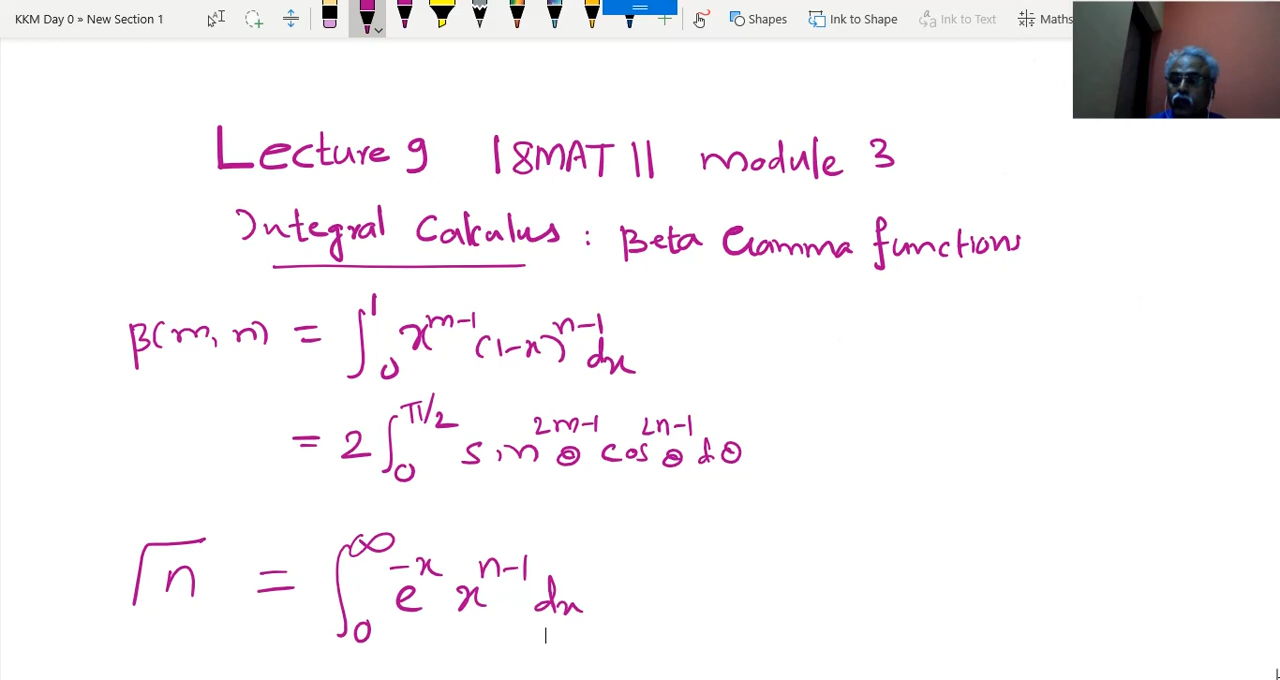 KKM Day 0 » New Section 1
Shapes
Ink to Shape
Ink to Text
Maths
Lecture 9 18MAT11 module 3
Integral Calculus : Beta Gamma functions
β(m, n) = ∫₀¹ x^{m-1} (1-x)^{n-1} dx
= 2 ∫₀^{π/2} sin^{2m-1} θ cos^{2n-1} θ dθ
Γn = ∫₀^∞ e^{-x} x^{n-1} dx